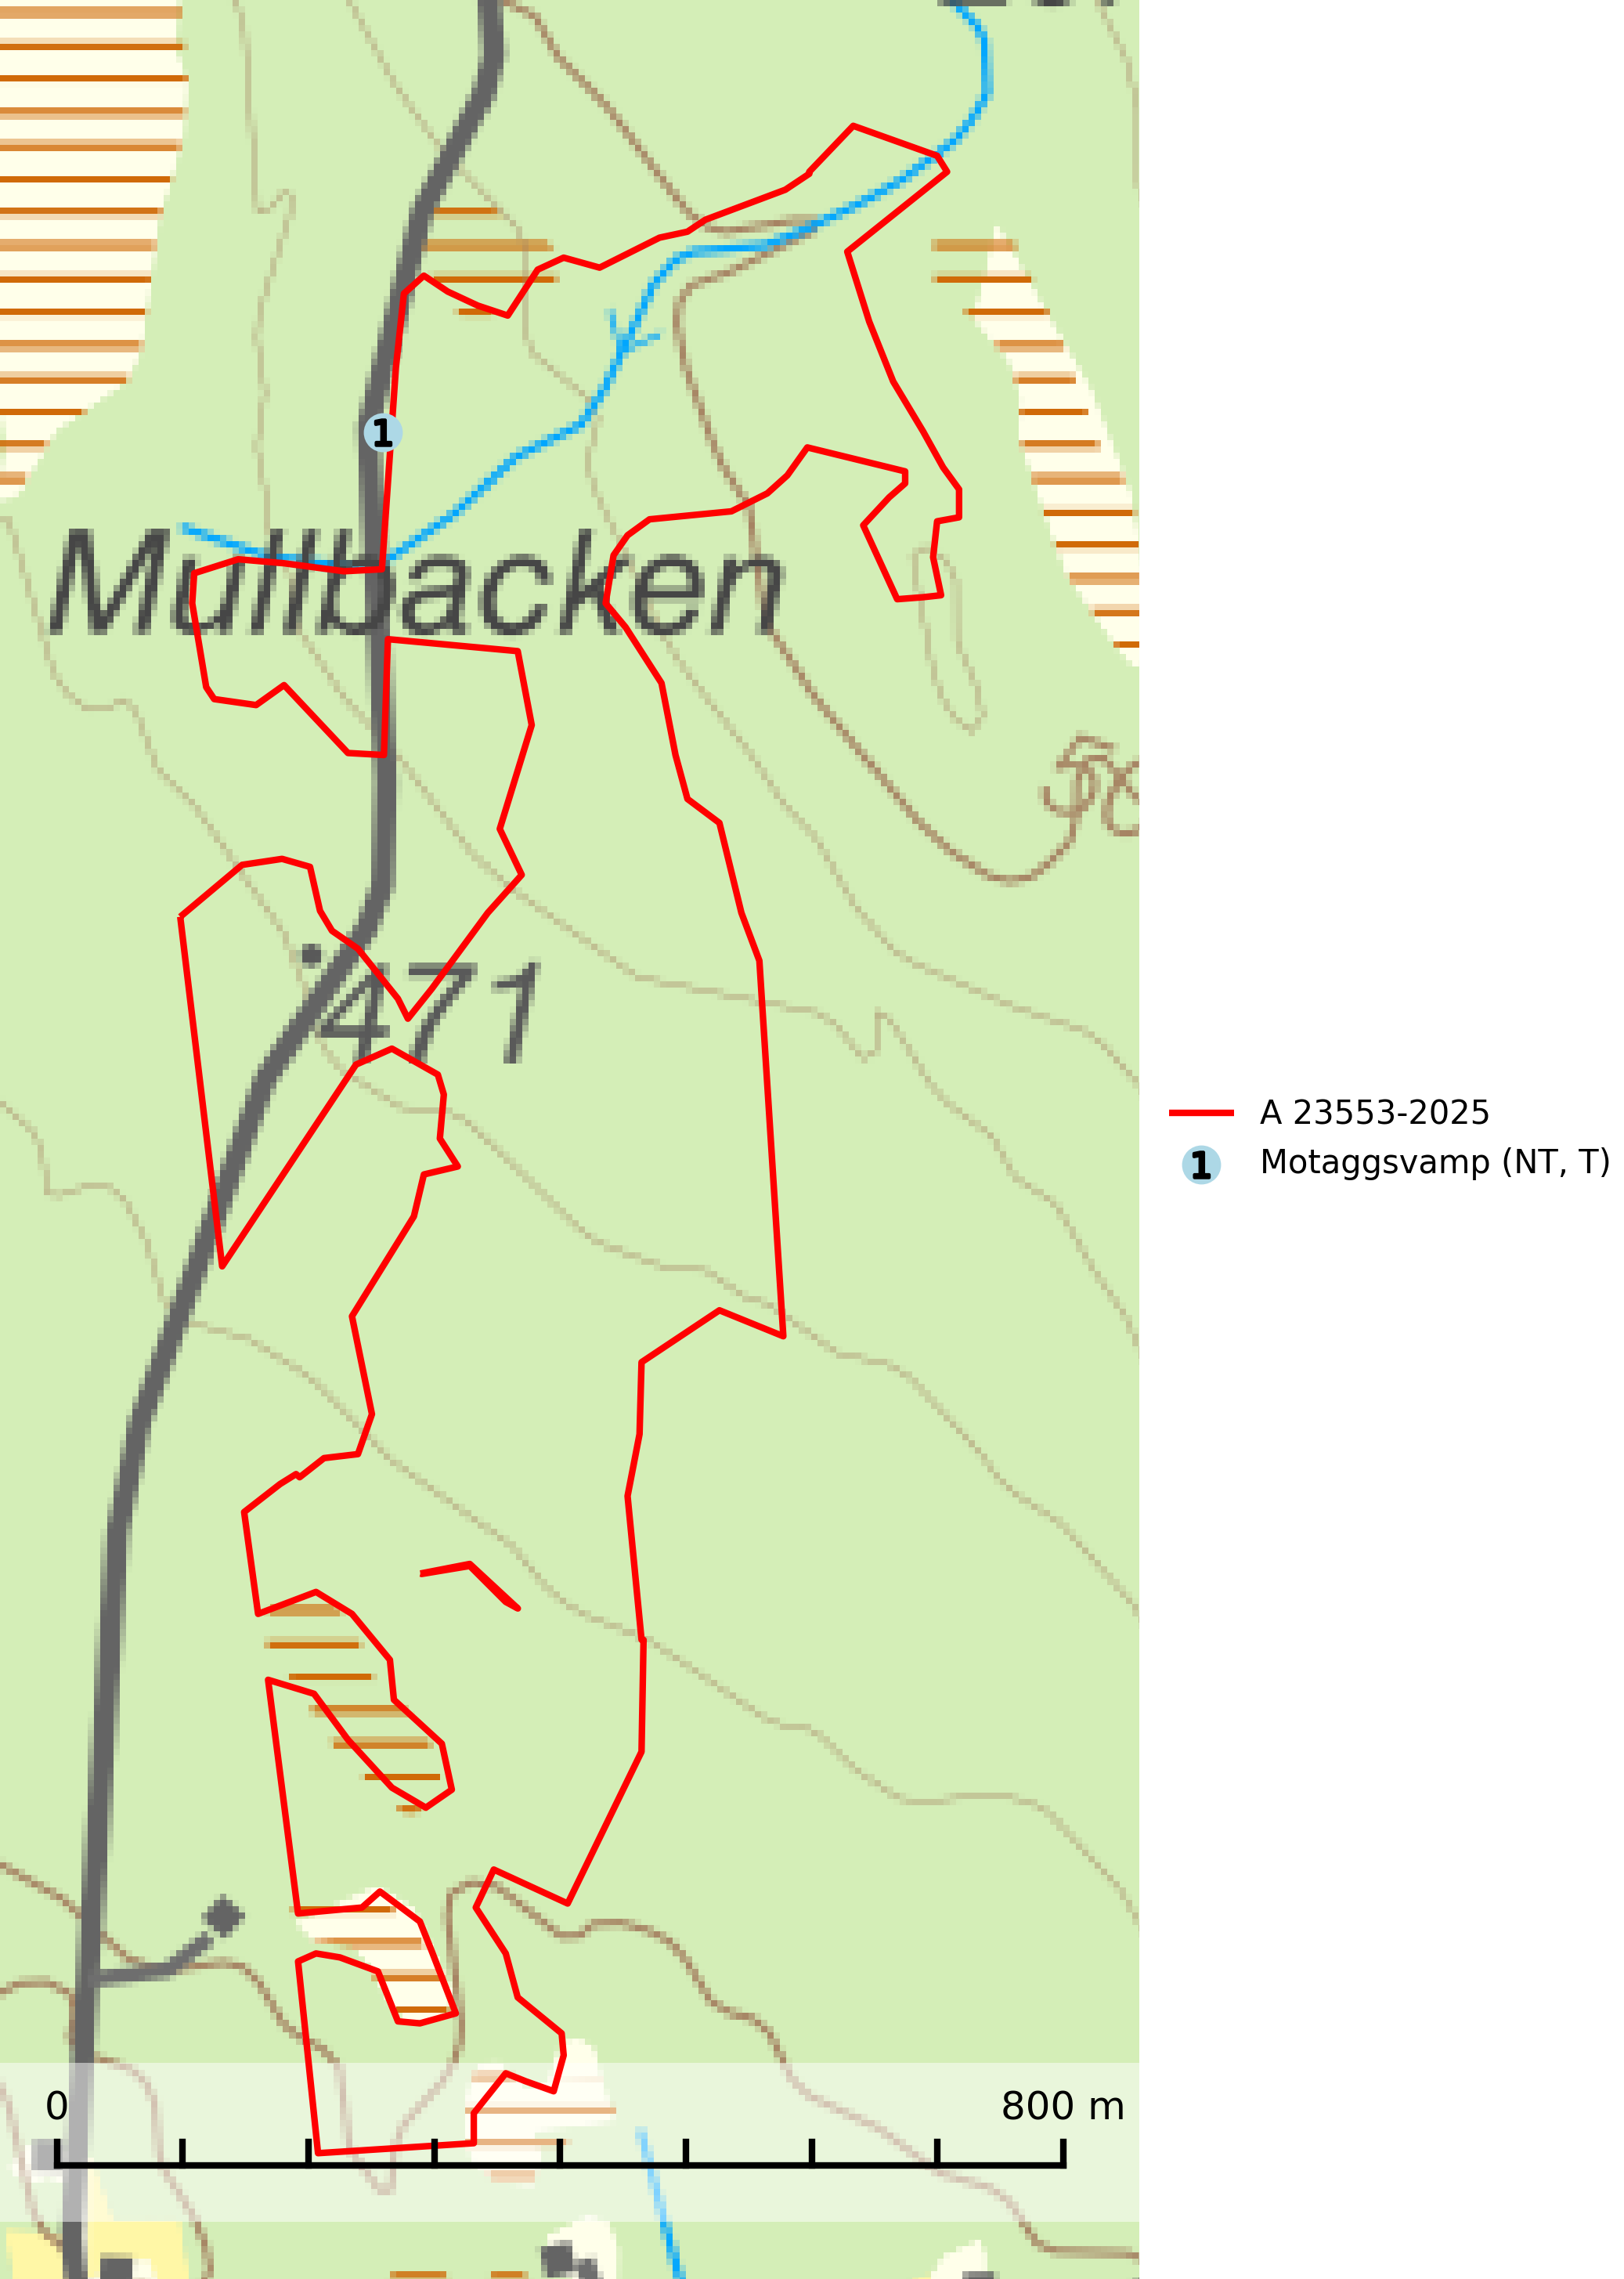 1
Mullbacken
471
A 23553-2025
1 Motaggsvamp (NT, T)
0 800 m